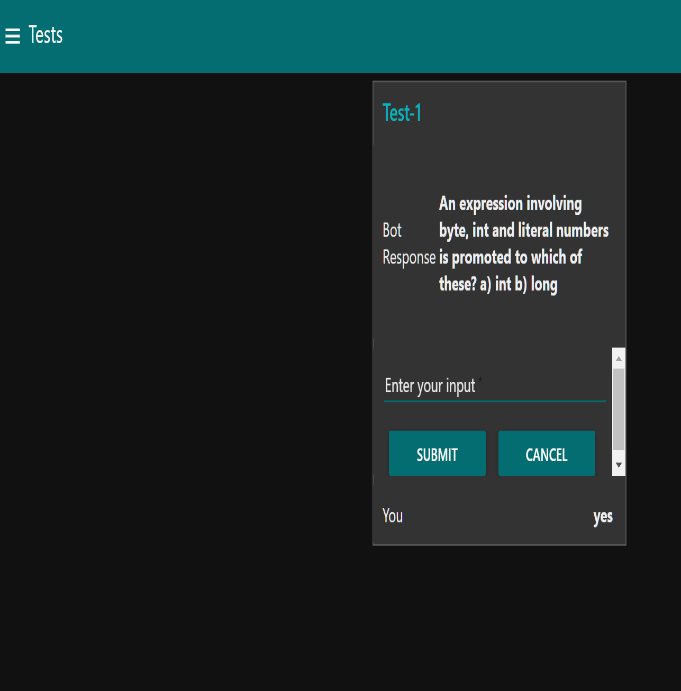 Tests
Test-1
Bot
Response
An expression involving
byte, int and literal numbers
is promoted to which of
these? a) int b) long
Enter your input *
SUBMIT CANCEL
You yes